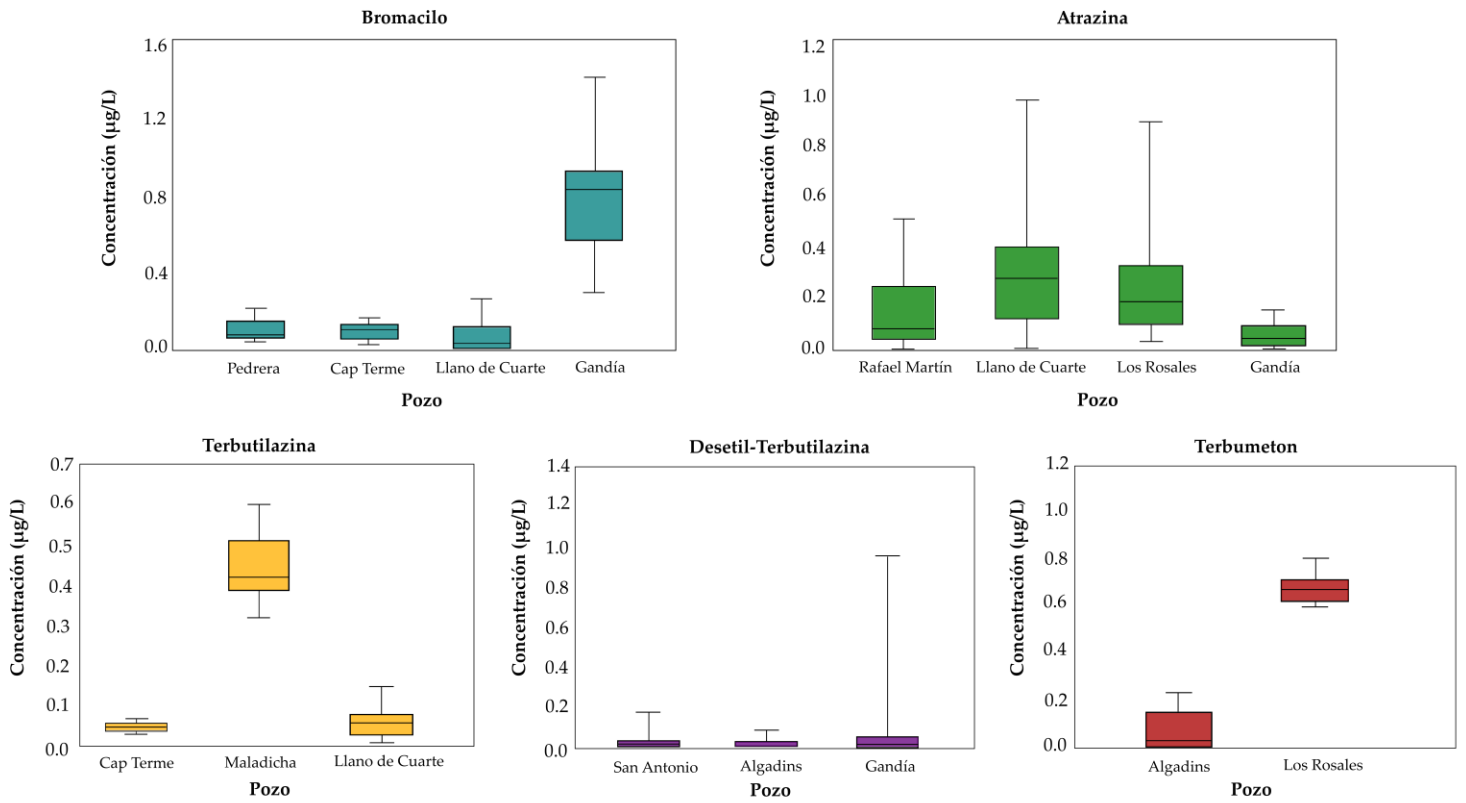 Bromacilo
Concentración (µg/L)
1.6
1.2
0.8
0.4
0.0
Pedrera
Cap Terme
Llano de Cuarte
Gandía
Pozo
Atrazina
Concentración (µg/L)
1.2
1.0
0.8
0.6
0.4
0.2
0.0
Rafael Martín
Llano de Cuarte
Los Rosales
Gandía
Pozo
Terbutilazina
Concentración (µg/L)
0.7
0.6
0.5
0.4
0.3
0.2
0.1
0.0
Cap Terme
Maladicha
Llano de Cuarte
Pozo
Desetil-Terbutilazina
Concentración (µg/L)
1.4
1.2
1.0
0.8
0.6
0.4
0.2
0.0
San Antonio
Algadins
Gandía
Pozo
Terbumeton
Concentración (µg/L)
1.2
1.0
0.8
0.6
0.4
0.2
0.0
Algadins
Los Rosales
Pozo